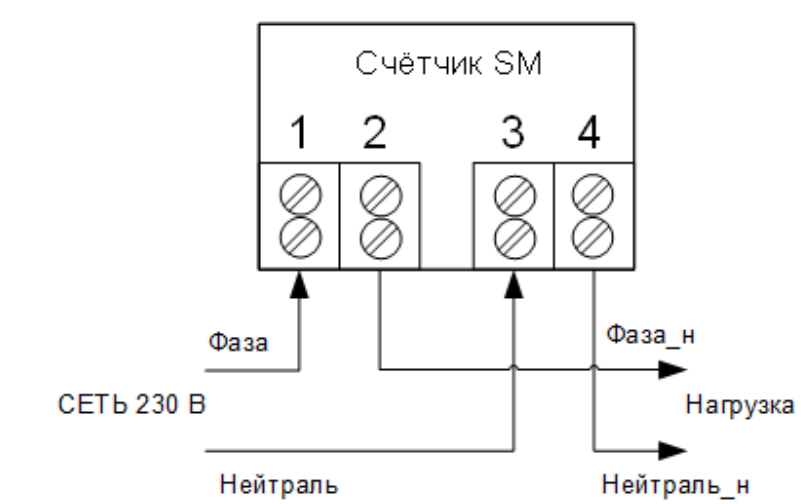 Счётчик SM
1 2 3 4
Фаза
Фаза_н
СЕТЬ 230 В
Нагрузка
Нейтраль
Нейтраль_н